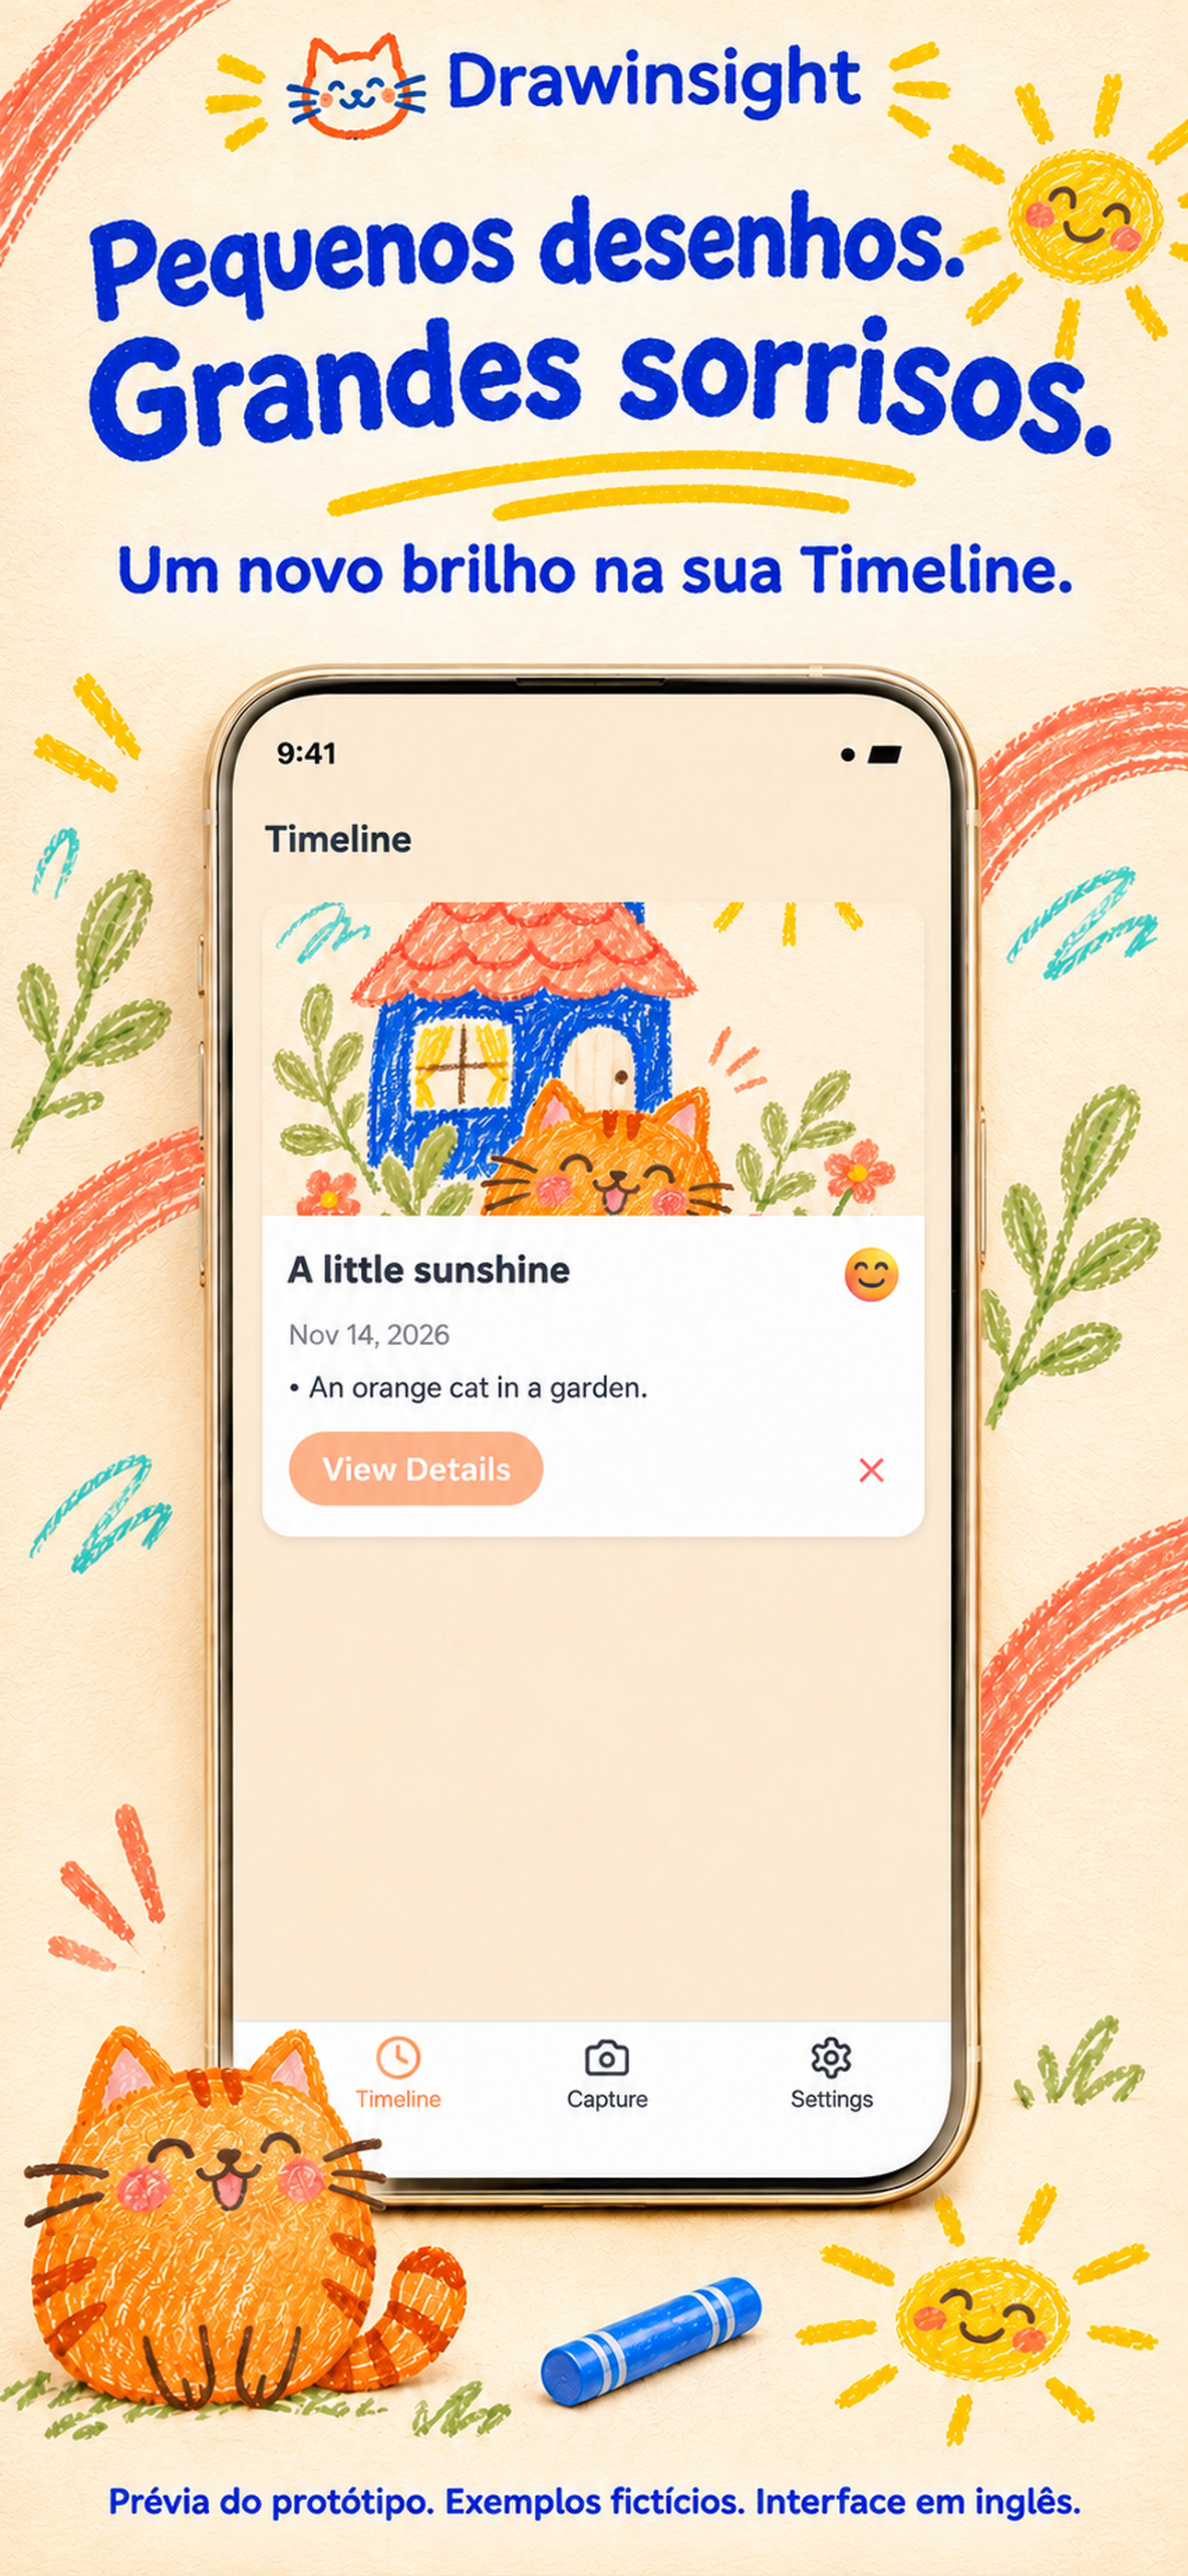 Drawinsight
Pequenos desenhos.
Grandes sorrisos.
Um novo brilho na sua Timeline.
9:41
Timeline
A little sunshine
Nov 14, 2026
• An orange cat in a garden.
View Details
Timeline
Capture
Settings
Prévia do protótipo. Exemplos fictícios. Interface em inglês.